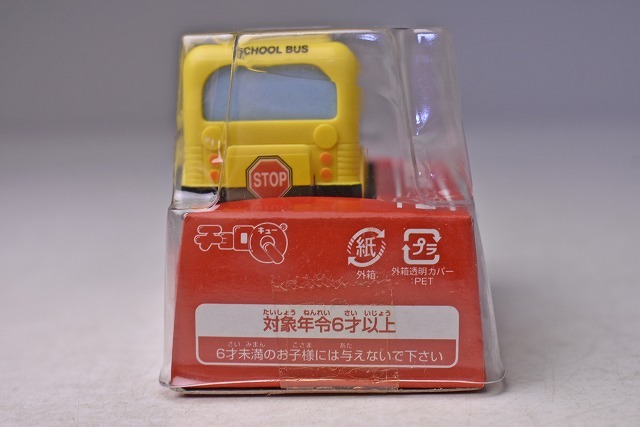 SCHOOL BUS
STOP
チョロQ
キュー
紙
プラ
外箱:
外箱透明カバー
:PET
たいしょう ねんれい さい いじょう
対象年令6才以上
さい みまん こさま あた
6才未満のお子様には与えないで下さい